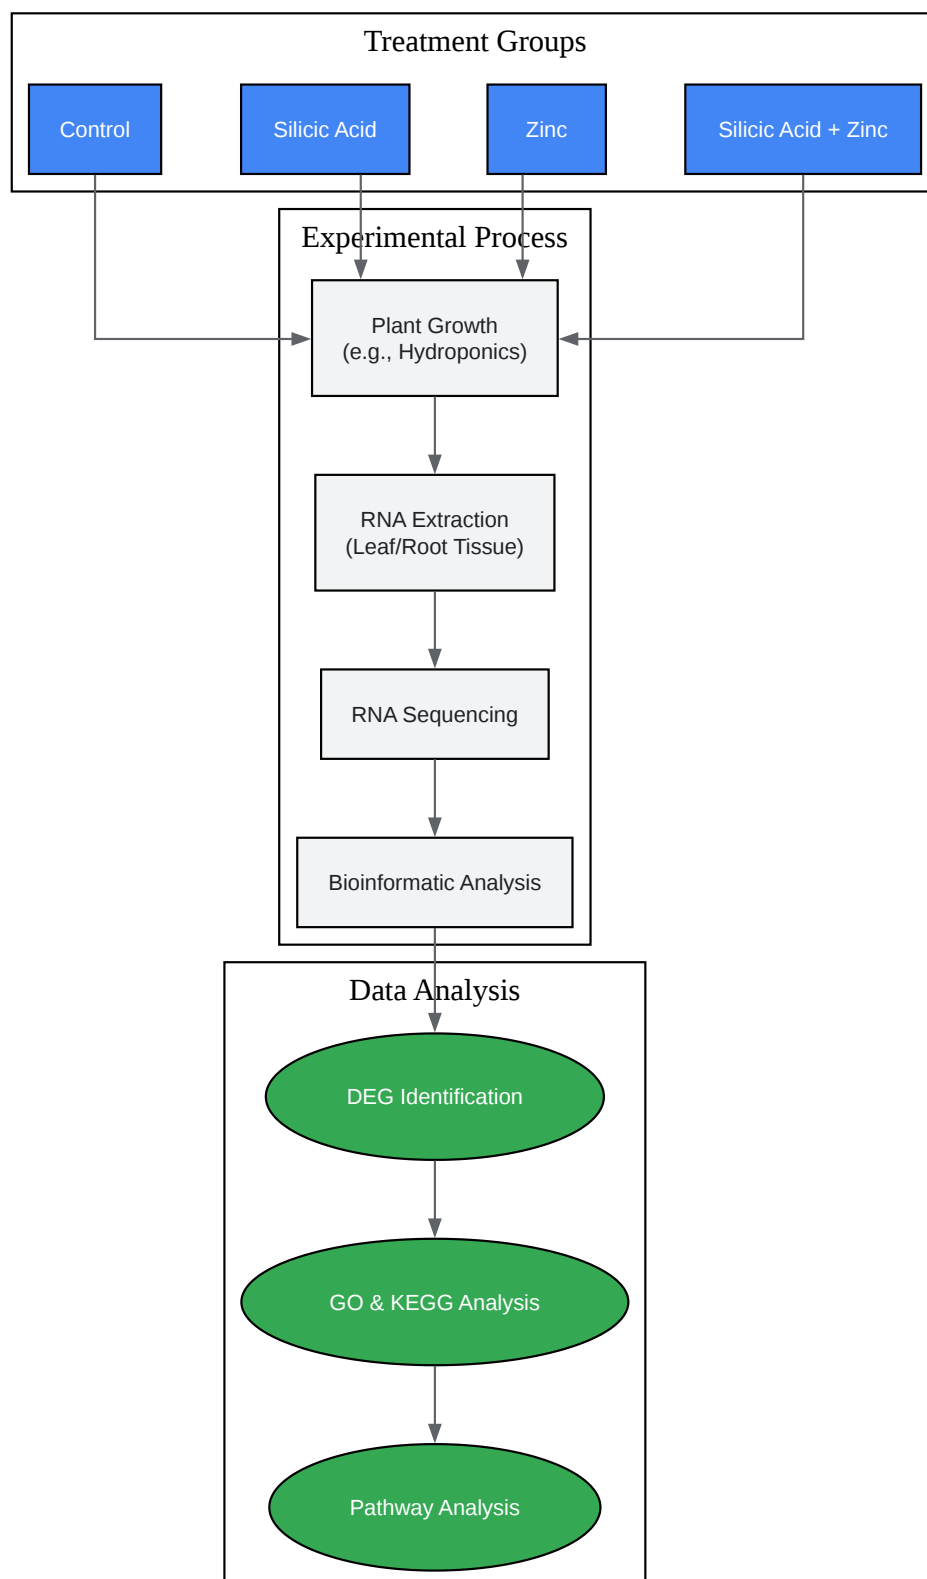 Treatment Groups
Control
Silicic Acid
Zinc
Silicic Acid + Zinc
Experimental Process
Plant Growth
(e.g., Hydroponics)
RNA Extraction
(Leaf/Root Tissue)
RNA Sequencing
Bioinformatic Analysis
Data Analysis
DEG Identification
GO & KEGG Analysis
Pathway Analysis